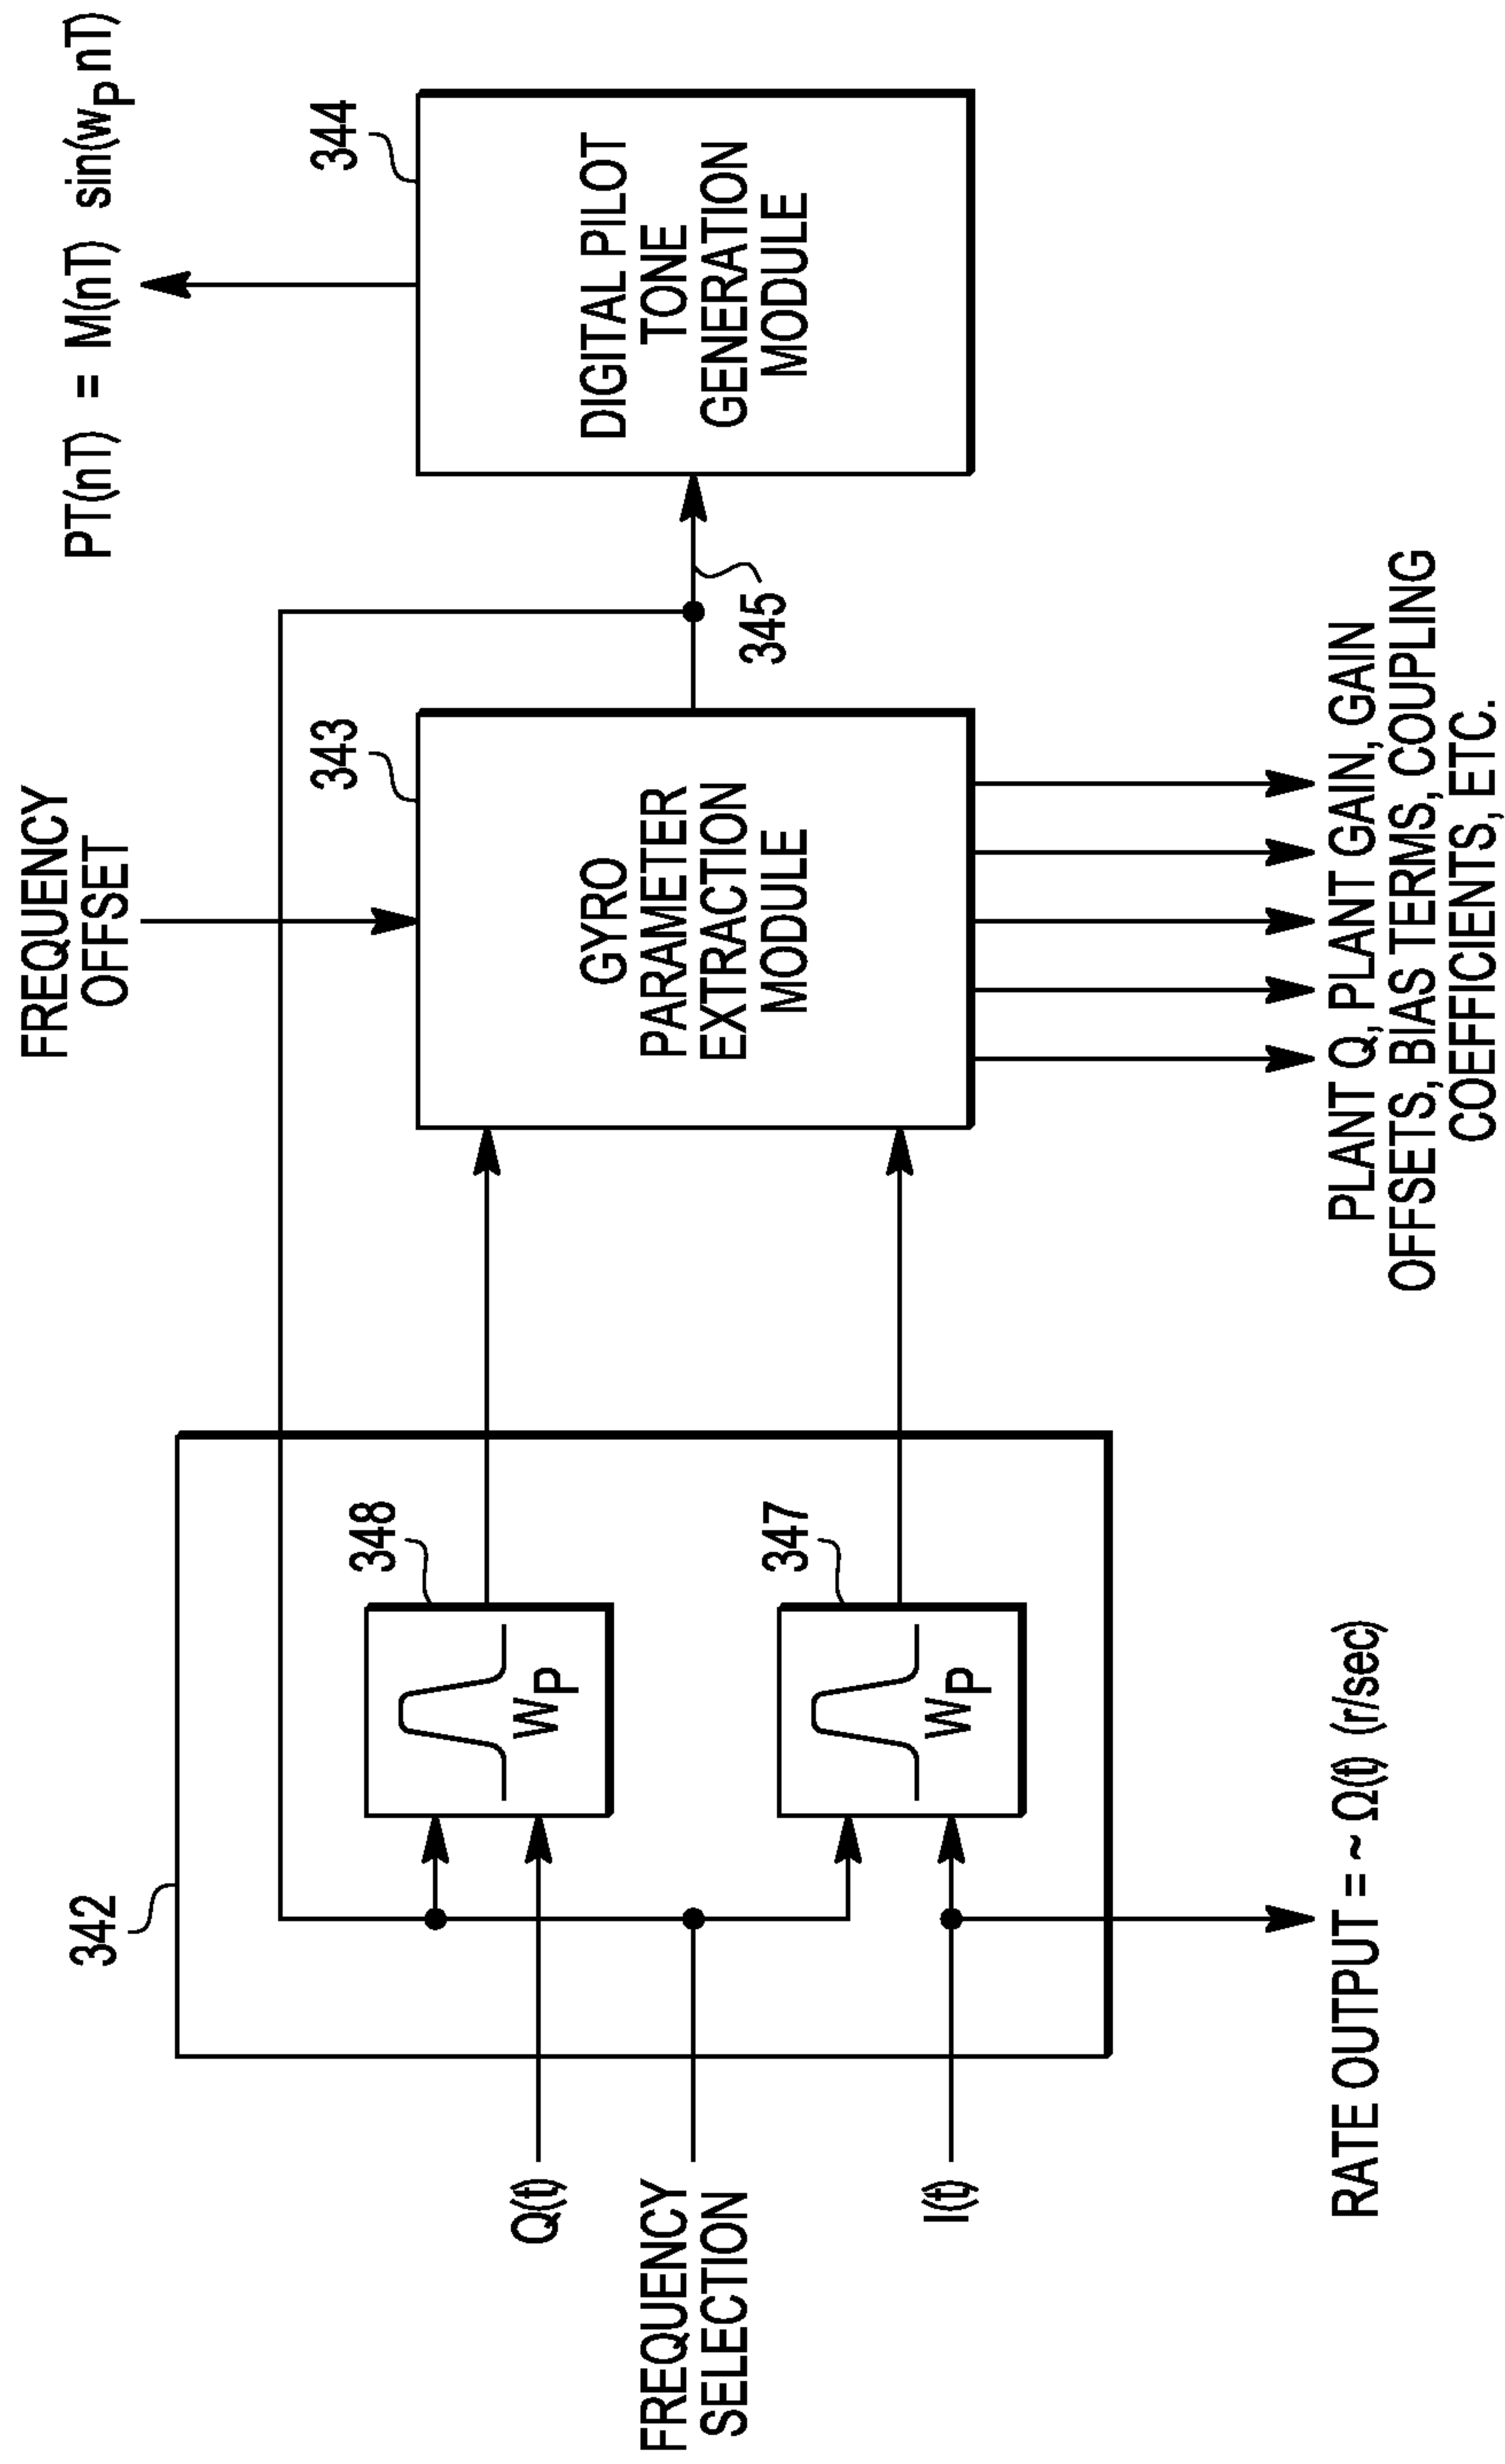 PT(nT) = M(nT) sin(wPnT)
FREQUENCY
OFFSET
342
343
344
348
WP
347
WP
GYRO
PARAMETER
EXTRACTION
MODULE
345
DIGITAL PILOT
TONE
GENERATION
MODULE
Q(t)
FREQUENCY
SELECTION
I(t)
RATE OUTPUT = ~ Ω(t) (r/sec)
PLANT Q, PLANT GAIN, GAIN
OFFSETS, BIAS TERMS, COUPLING
COEFFICIENTS, ETC.